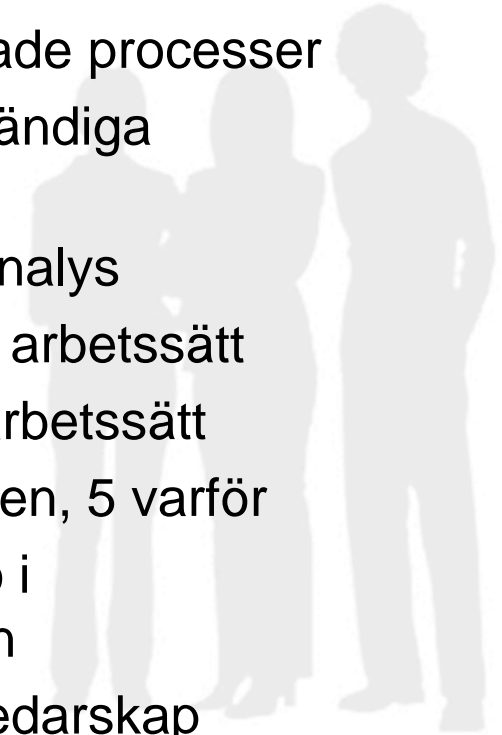 ade processer
ändiga
nalys
arbetssätt
rbetssätt
en, 5 varför
i
n
edarskap